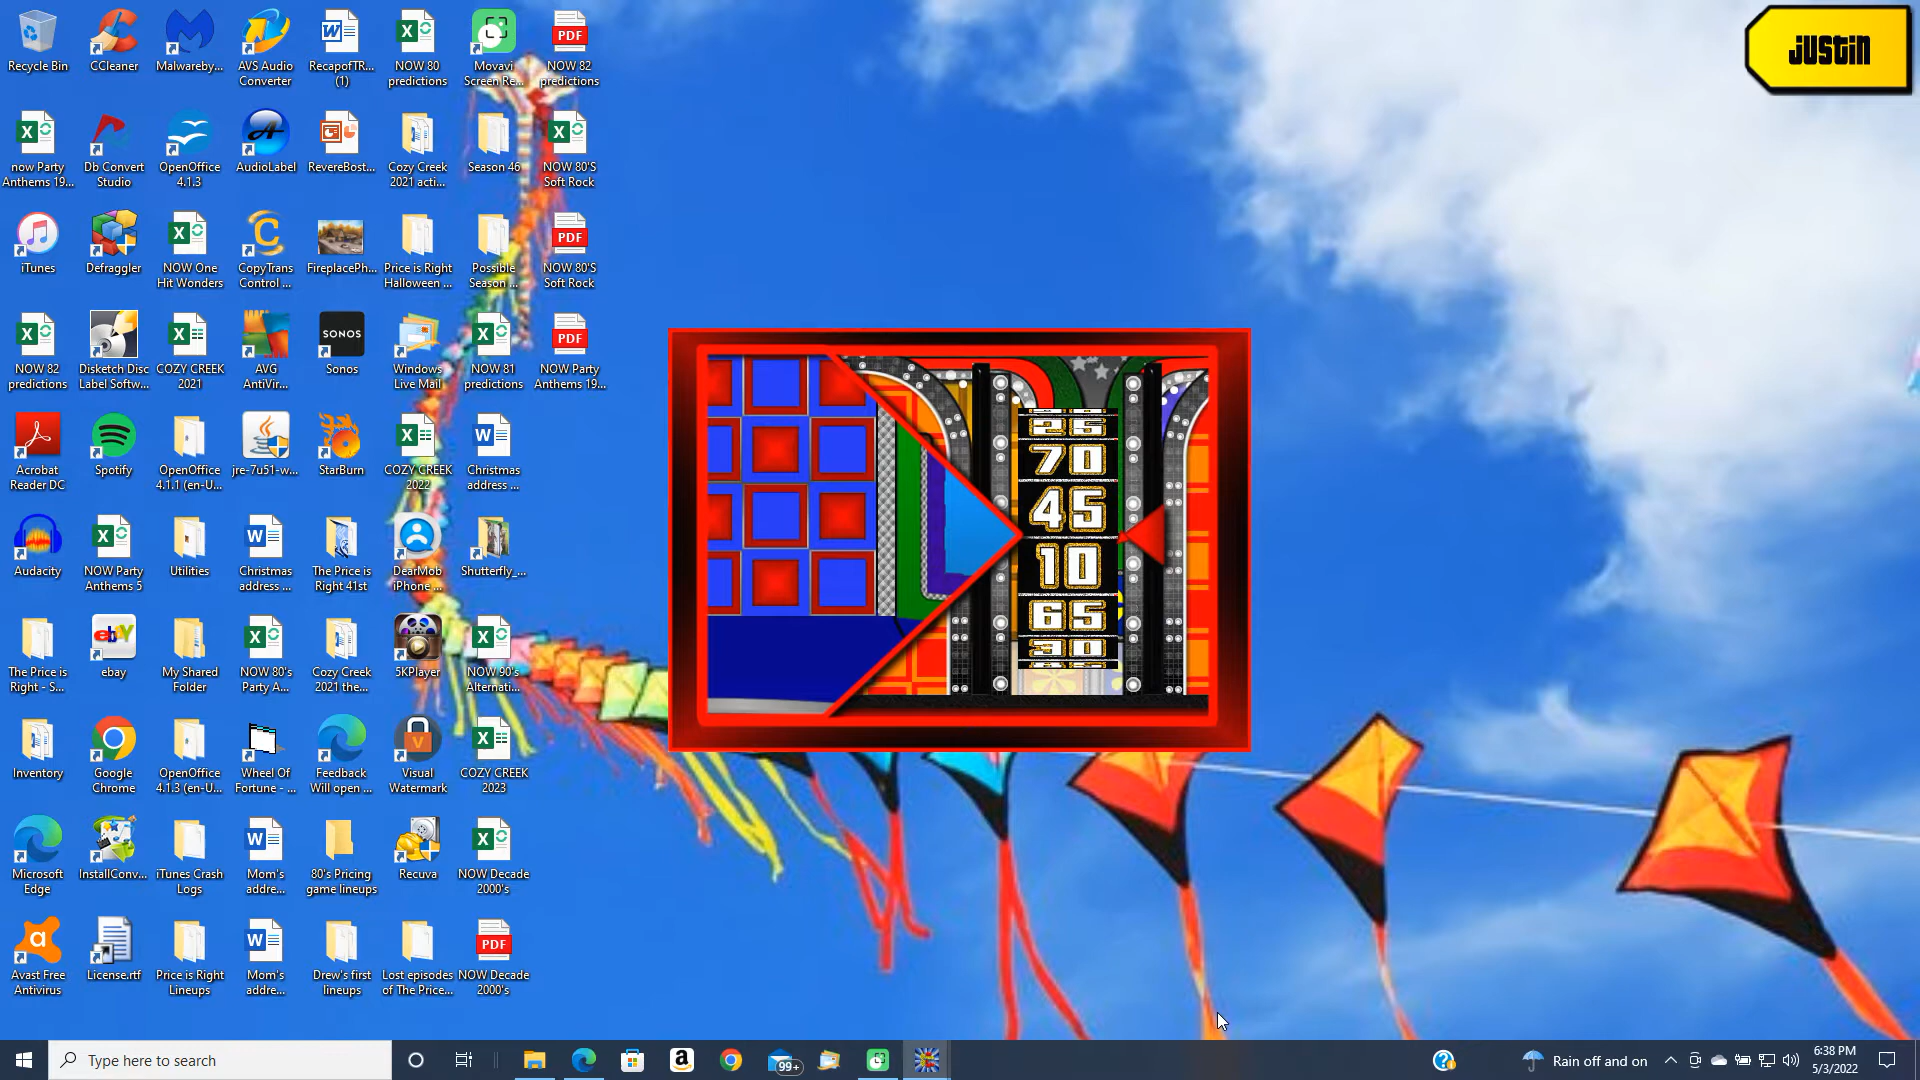 Recycle Bin
CCleaner
Malwareby...
AVS Audio
Converter
RecapofTR...
(1)
NOW 80
predictions
Movavi
Screen Re...
PDF
NOW 82
predictions
now Party
Anthems 19...
Db Convert
Studio
OpenOffice
4.1.3
AudioLabel
RevereBost...
Cozy Creek
2021 acti...
Season 46
NOW 80'S
Soft Rock
iTunes
Defraggler
NOW One
Hit Wonders
CopyTrans
Control ...
FireplacePh...
Price is Right
Halloween ...
Possible
Season ...
PDF
NOW 80'S
Soft Rock
NOW 82
predictions
Disketch Disc
Label Softw...
COZY CREEK
2021
AVG
AntiVir...
SONOS
Sonos
Windows
Live Mail
NOW 81
predictions
PDF
NOW Party
Anthems 19...
Acrobat
Reader DC
Spotify
OpenOffice
4.1.1 (en-U...
jre-7u51-w...
StarBurn
COZY CREEK
2022
Christmas
address ...
Audacity
NOW Party
Anthems 5
Utilities
Christmas
address ...
The Price is
Right 41st
DearMob
iPhone ...
Shutterfly_...
The Price is
Right - S...
ebay
ebay
My Shared
Folder
NOW 80's
Party A...
Cozy Creek
2021 the...
5KPlayer
NOW 90's
Alternati...
Inventory
Google
Chrome
OpenOffice
4.1.3 (en-U...
Wheel Of
Fortune - ...
Feedback
Will open ...
Visual
Watermark
COZY CREEK
2023
Microsoft
Edge
InstallConv...
iTunes Crash
Logs
Mom's
addre...
80's Pricing
game lineups
Recuva
NOW Decade
2000's
Avast Free
Antivirus
License.rtf
Price is Right
Lineups
Mom's
addre...
Drew's first
lineups
Lost episodes
of The Price...
PDF
NOW Decade
2000's
JUSTIN
25
70
45
10
65
30
Type here to search
99+
Rain off and on
6:38 PM
5/3/2022